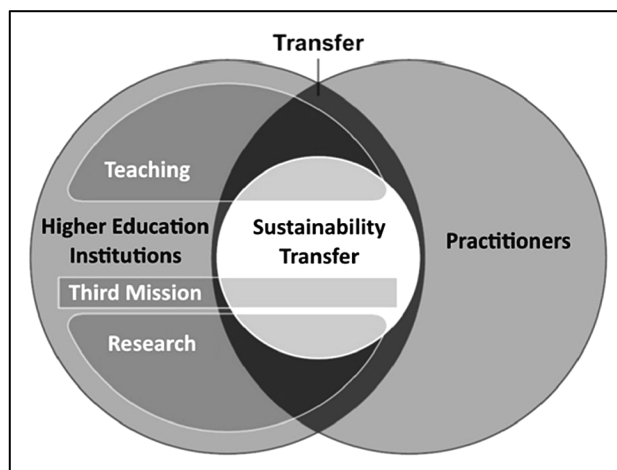 Transfer
Teaching
Higher Education
Institutions
Sustainability
Transfer
Practitioners
Third Mission
Research